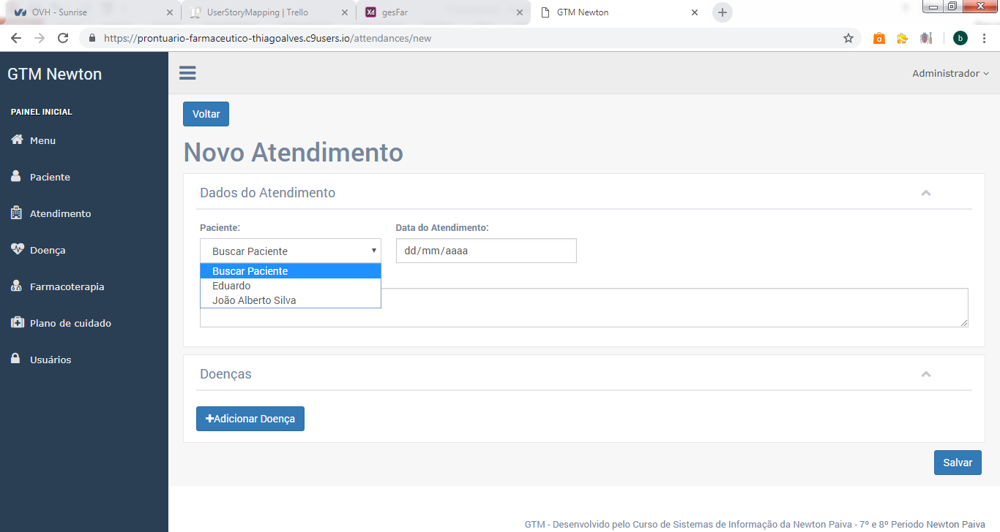 OVH - Sunrise
UserStoryMapping | Trello
Xd gesFar
GTM Newton
https://prontuario-farmaceutico-thiagoalves.c9users.io/attendances/new
a
b
GTM Newton
Administrador
PAINEL INICIAL
Menu
Paciente
Atendimento
Doença
Farmacoterapia
Plano de cuidado
Usuários
Voltar
Novo Atendimento
Dados do Atendimento
Paciente:
Data do Atendimento:
Buscar Paciente
dd/mm/aaaa
Buscar Paciente
Eduardo
João Alberto Silva
Doenças
+Adicionar Doença
Salvar
GTM - Desenvolvido pelo Curso de Sistemas de Informação da Newton Paiva - 7º e 8º Periodo Newton Paiva